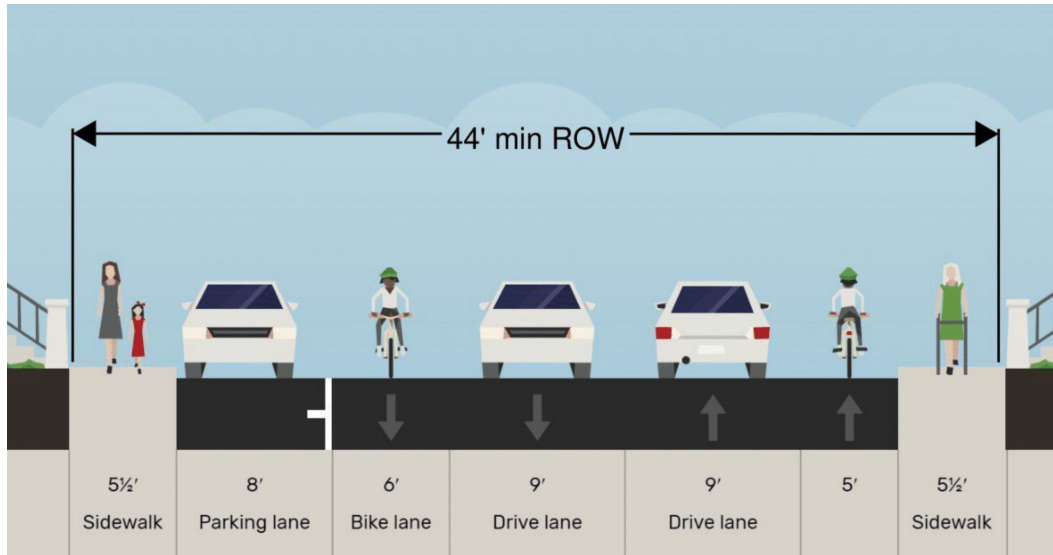 44' min ROW
5½′ 8′ 6′ 9′ 9′ 5′ 5½′
Sidewalk Parking lane Bike lane Drive lane Drive lane Sidewalk